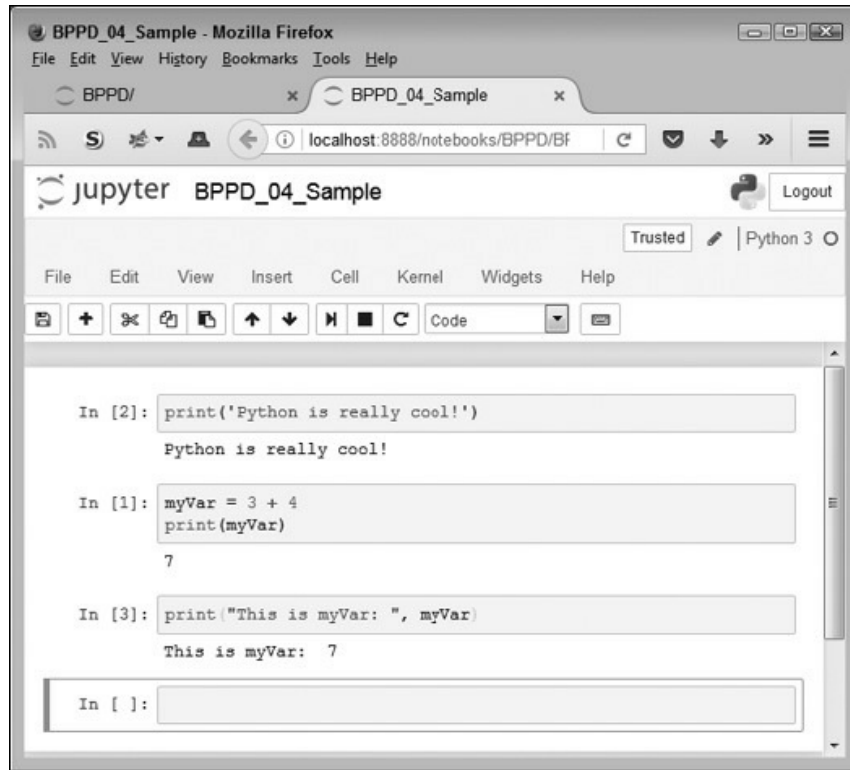 BPPD_04_Sample - Mozilla Firefox
File Edit View History Bookmarks Tools Help
BPPD/ × BPPD_04_Sample ×
S) localhost:8888/notebooks/BPPD/BF »
jupyter BPPD_04_Sample Logout
Trusted Python 3
File Edit View Insert Cell Kernel Widgets Help
Code
In [2]: print('Python is really cool!')
Python is really cool!
In [1]: myVar = 3 + 4
print(myVar)
7
In [3]: print("This is myVar: ", myVar)
This is myVar:  7
In [ ]: